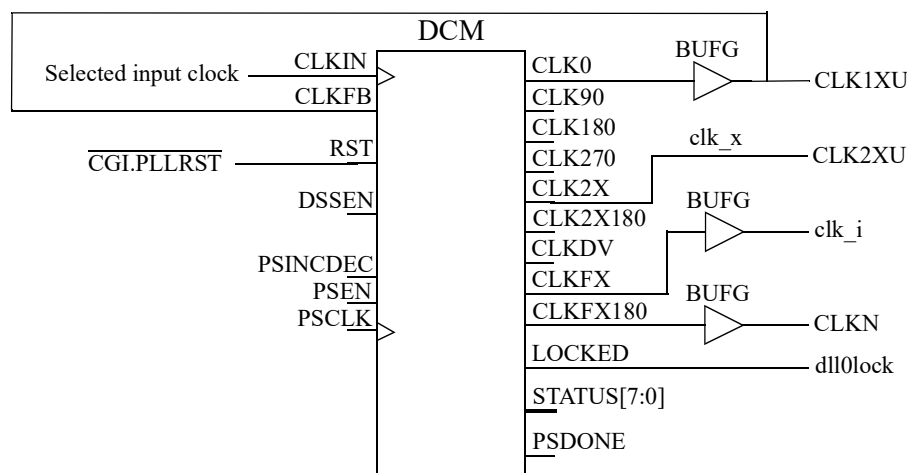 DCM
BUFG
CLKIN
Selected input clock
CLK0
CLK1XU
CLKFB
CLK90
CLK180
clk_x
RST
CLK270
CGI.PLLRST
CLK2XU
CLK2X
DSSEN
BUFG
CLK2X180
clk_i
CLKDV
PSINCDEC
CLKFX
PSEN
BUFG
CLKFX180
PSCLK
CLKN
LOCKED
dll0lock
STATUS[7:0]
PSDONE